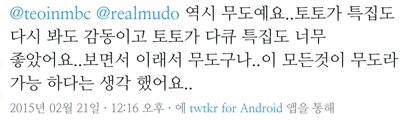 @teoinmbc @realmudo 역시 무도예요..토토가 특집도
다시 봐도 감동이고 토토가 다큐 특집도 너무
좋았어요..보면서 이래서 무도구나..이 모든것이 무도라
가능 하다는 생각 했어요..
2015년 02월 21일 · 12:16 오후 · 에 twtkr for Android 앱을 통해